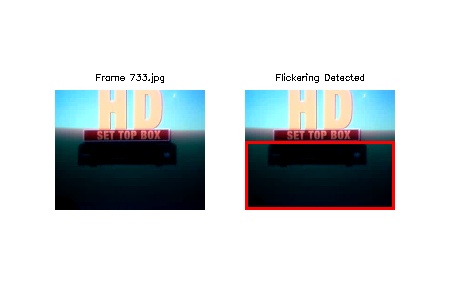 Frame 733.jpg
Flickering Detected
HD
SET TOP BOX
HD
SET TOP BOX